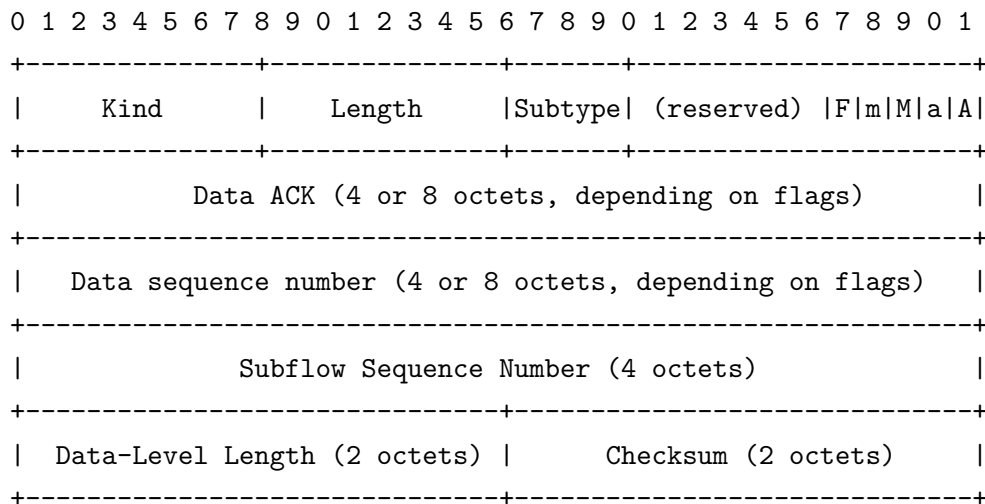 0 1 2 3 4 5 6 7 8 9 0 1 2 3 4 5 6 7 8 9 0 1 2 3 4 5 6 7 8 9 0 1
+---------------+---------------+-------+----------------------+
|     Kind      |    Length     |Subtype| (reserved) |F|m|M|a|A|
+---------------+---------------+-------+----------------------+
|           Data ACK (4 or 8 octets, depending on flags)       |
+--------------------------------------------------------------+
|   Data sequence number (4 or 8 octets, depending on flags)   |
+--------------------------------------------------------------+
|              Subflow Sequence Number (4 octets)              |
+-------------------------------+------------------------------+
|  Data-Level Length (2 octets) |      Checksum (2 octets)     |
+-------------------------------+------------------------------+